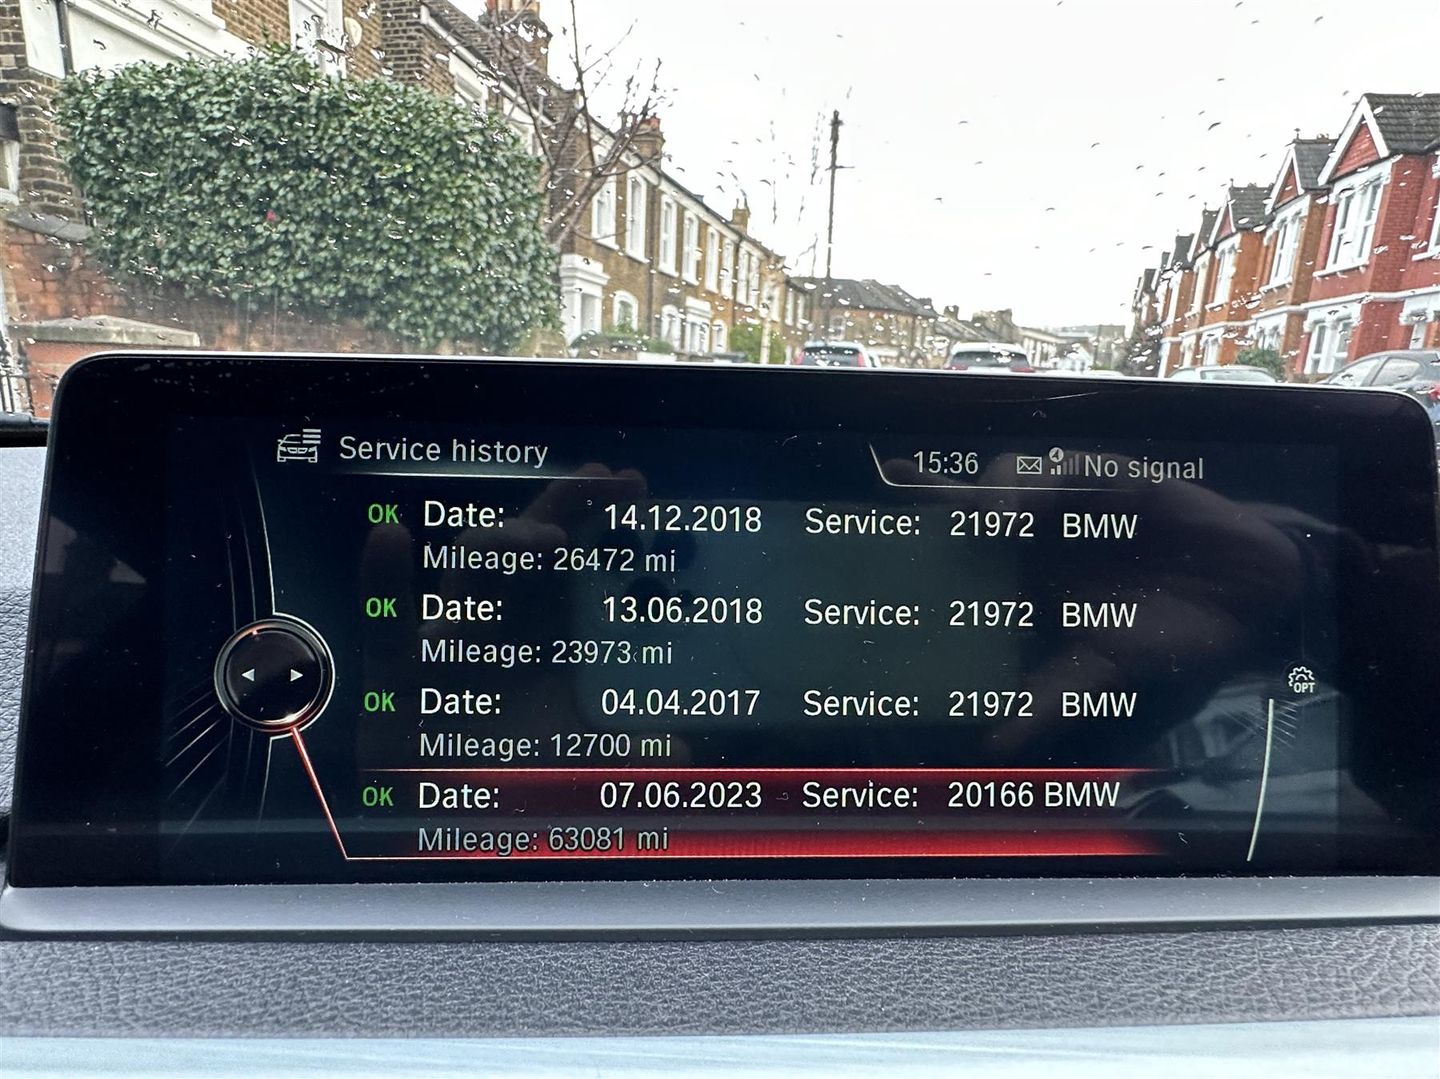 Service history 15:36 No signal
OK Date: 14.12.2018 Service: 21972 BMW
Mileage: 26472 mi
OK Date: 13.06.2018 Service: 21972 BMW
Mileage: 23973 mi
OK Date: 04.04.2017 Service: 21972 BMW
Mileage: 12700 mi
OPT
OK Date: 07.06.2023 Service: 20166 BMW
Mileage: 63081 mi